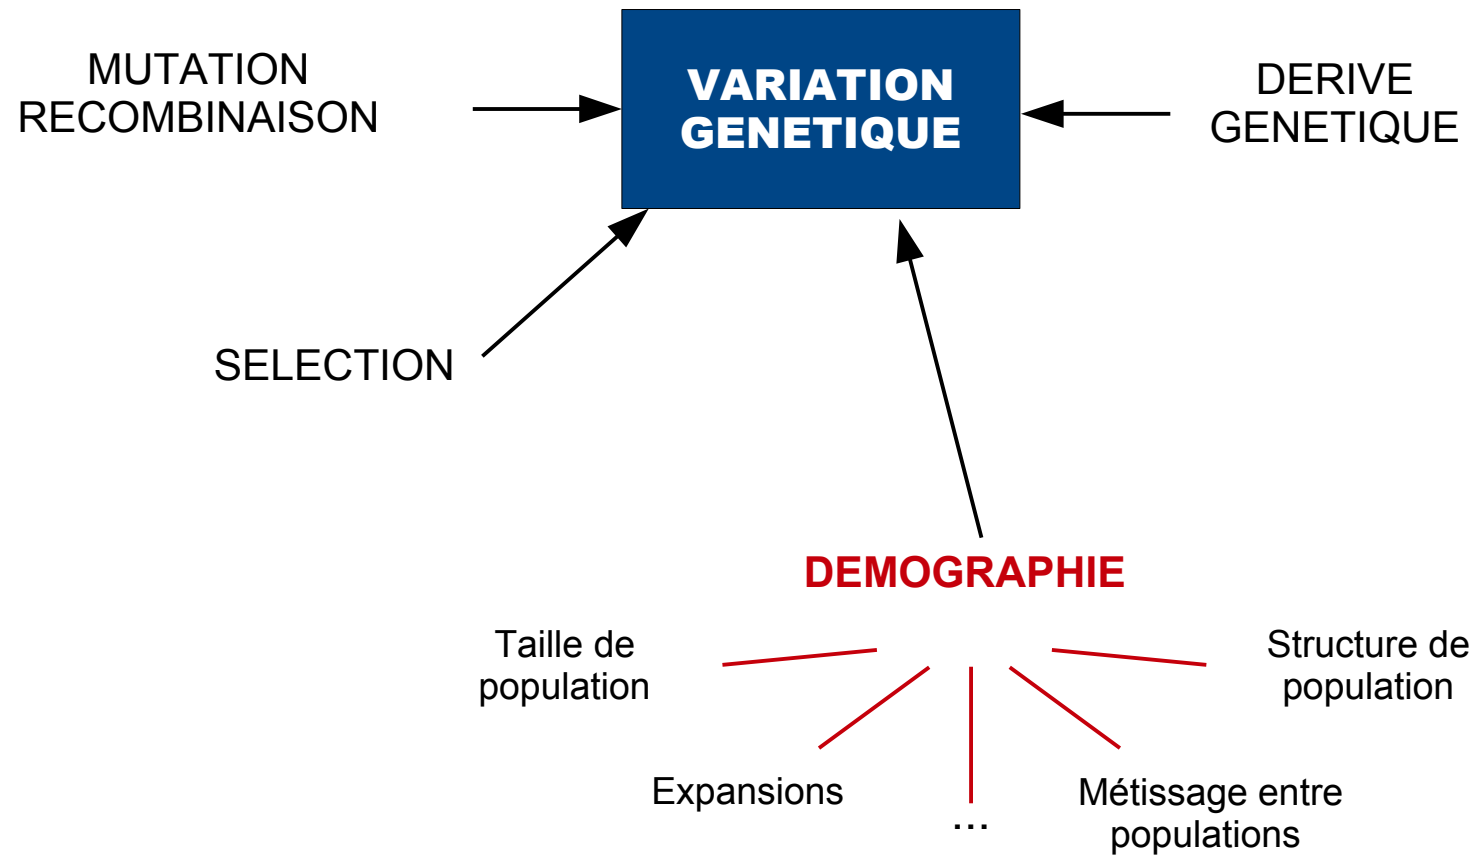 MUTATION
RECOMBINAISON
VARIATION
GENETIQUE
DERIVE
GENETIQUE
SELECTION
DEMOGRAPHIE
Taille de
population
Structure de
population
Expansions
...
Métissage entre
populations